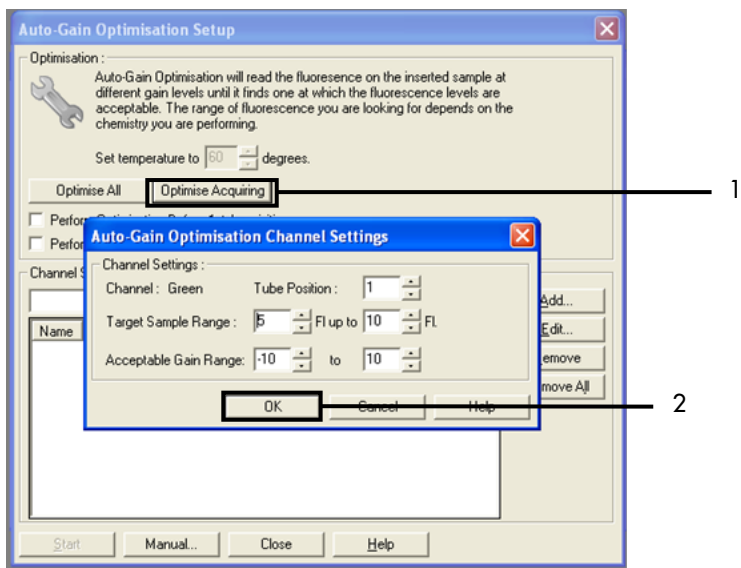 Auto-Gain Optimisation Setup
Optimisation :
Auto-Gain Optimisation will read the fluoresence on the inserted sample at
different gain levels until it finds one at which the fluorescence levels are
acceptable. The range of fluorescence you are looking for depends on the
chemistry you are performing.
Set temperature to 60 degrees.
Optimise All Optimise Acquiring 1
Auto-Gain Optimisation Channel Settings
Channel Settings :
Channel : Green Tube Position : 1
Target Sample Range : 5 Fl up to 10 Fl.
Acceptable Gain Range: -10 to 10
OK Cancel Help 2
Channel
Add...
Name Edit...
Start Manual... Close Help